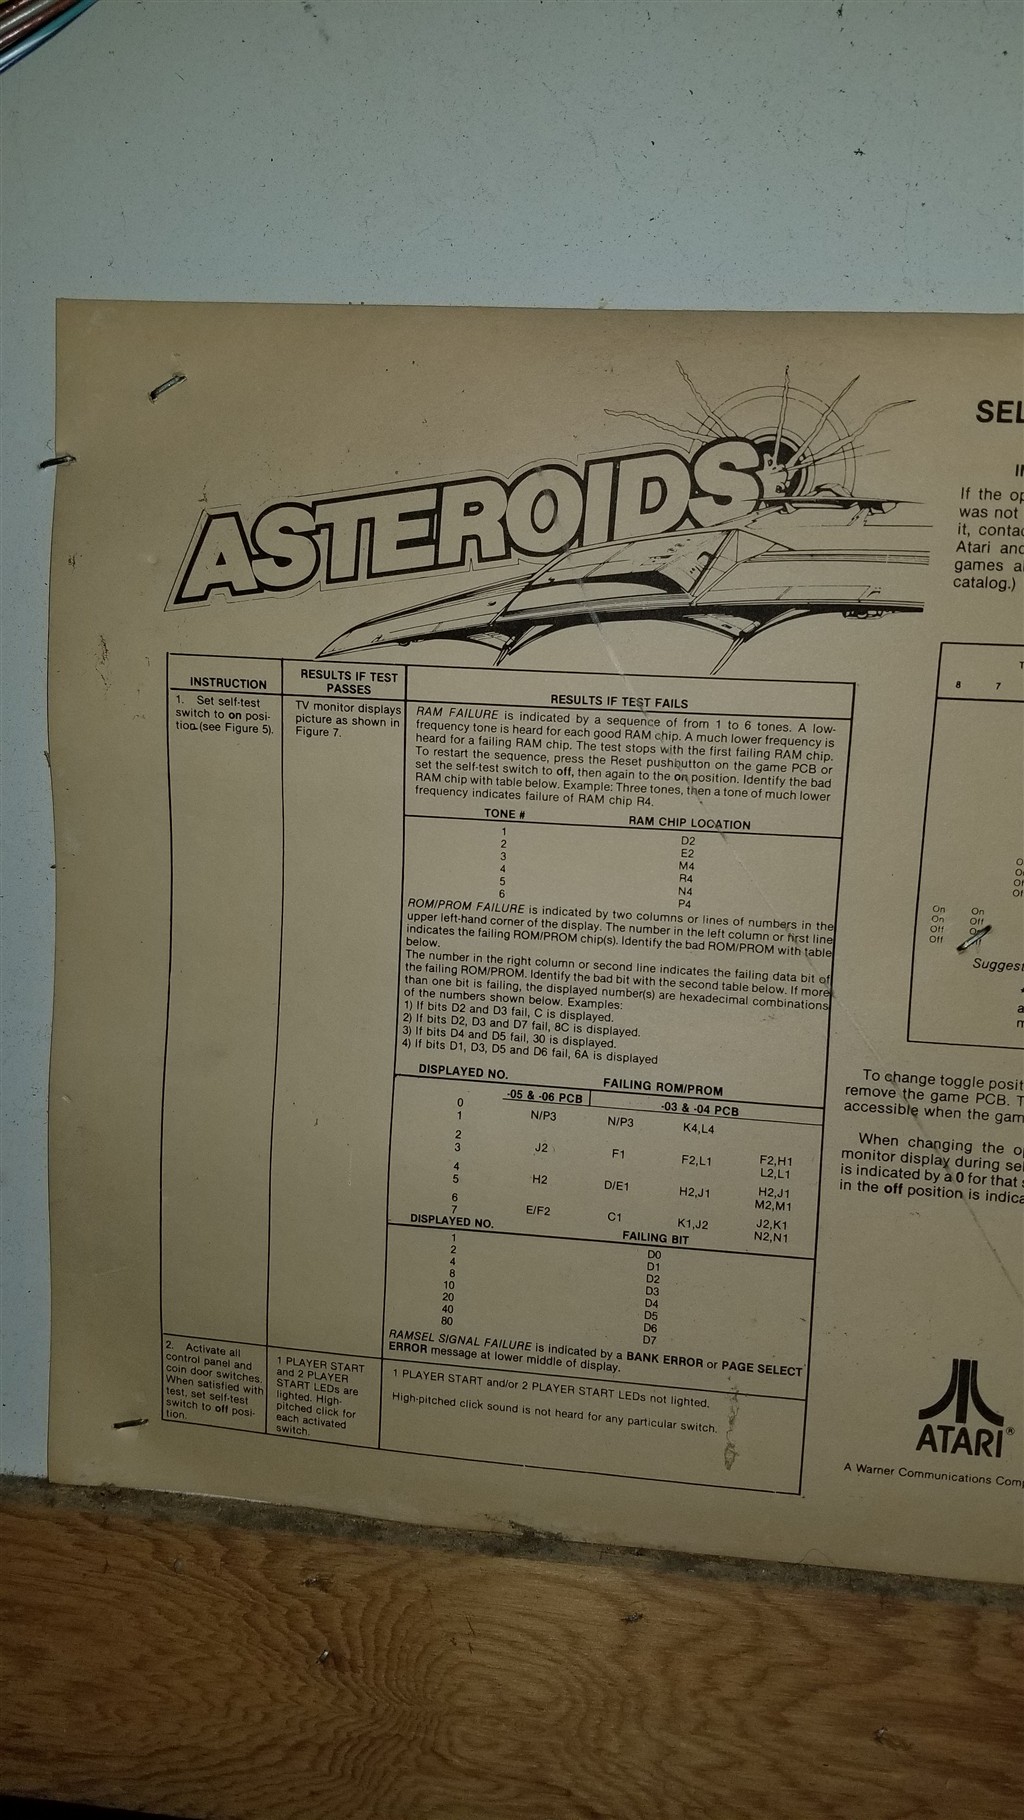 ASTEROIDS
INSTRUCTION
RESULTS IF TEST
PASSES
RESULTS IF TEST FAILS
1. Set self-test
switch to on posi-
tion (see Figure 5).
TV monitor displays
picture as shown in
Figure 7.
RAM FAILURE is indicated by a sequence of from 1 to 6 tones. A low-
frequency tone is heard for each good RAM chip. A much lower frequency is
heard for a failing RAM chip. The test stops with the first failing RAM chip.
To restart the sequence, press the Reset pushbutton on the game PCB or
set the self-test switch to off, then again to the on position. Identify the bad
RAM chip with table below. Example: Three tones, then a tone of much lower
frequency indicates failure of RAM chip R4.
TONE # RAM CHIP LOCATION
1 D2
2 E2
3 M4
4 R4
5 N4
6 P4
ROM/PROM FAILURE is indicated by two columns or lines of numbers in the
upper left-hand corner of the display. The number in the left column or first line
indicates the failing ROM/PROM chip(s). Identify the bad ROM/PROM with table
below.
The number in the right column or second line indicates the failing data bit of
the failing ROM/PROM. Identify the bad bit with the second table below. If more
than one bit is failing, the displayed number(s) are hexadecimal combinations
of the numbers shown below. Examples:
1) If bits D2 and D3 fail, C is displayed.
2) If bits D2, D3 and D7 fail, 8C is displayed.
3) If bits D4 and D5 fail, 30 is displayed.
4) If bits D1, D3, D5 and D6 fail, 6A is displayed
DISPLAYED NO. FAILING ROM/PROM
-05 & -06 PCB -03 & -04 PCB
0
1 N/P3 N/P3 K4,L4
2
3 J2 F1 F2,L1 F2,H1
4 L2,L1
5 H2 D/E1 H2,J1 H2,J1
6 M2,M1
7 E/F2 C1 K1,J2 J2,K1
N2,N1
DISPLAYED NO. FAILING BIT
1 D0
2 D1
4 D2
8 D3
10 D4
20 D5
40 D6
80 D7
RAMSEL SIGNAL FAILURE is indicated by a BANK ERROR or PAGE SELECT
ERROR message at lower middle of display.
2. Activate all
control panel and
coin door switches.
When satisfied with
test, set self-test
switch to off posi-
tion.
1 PLAYER START
and 2 PLAYER
START LEDs are
lighted. High-
pitched click for
each activated
switch.
1 PLAYER START and/or 2 PLAYER START LEDs not lighted.
High-pitched click sound is not heard for any particular switch.
SEL
If the op
was not
it, contac
Atari and
games a
catalog.)
8 7
On On
On Off
Off On
Off Off
Suggest
To change toggle posit
remove the game PCB. T
accessible when the gam
When changing the op
monitor display during se
is indicated by a 0 for that s
in the off position is indica
ATARI®
A Warner Communications Comp